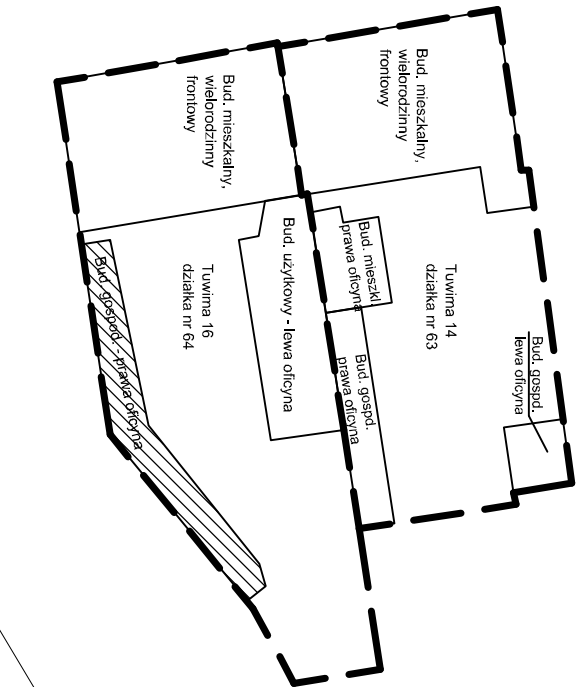 Bud. mieszkalny,
wielorodzinny
frontowy
Bud. mieszkalny,
wielorodzinny
frontowy
Bud. mieszkl.
prawa oficyna
Tuwima 14
działka nr 63
Bud. gospd.
lewa oficyna
Bud. gospd.
prawa oficyna
Bud. użytkowy - lewa oficyna
Tuwima 16
działka nr 64
Bud. gospod. - prawa oficyna